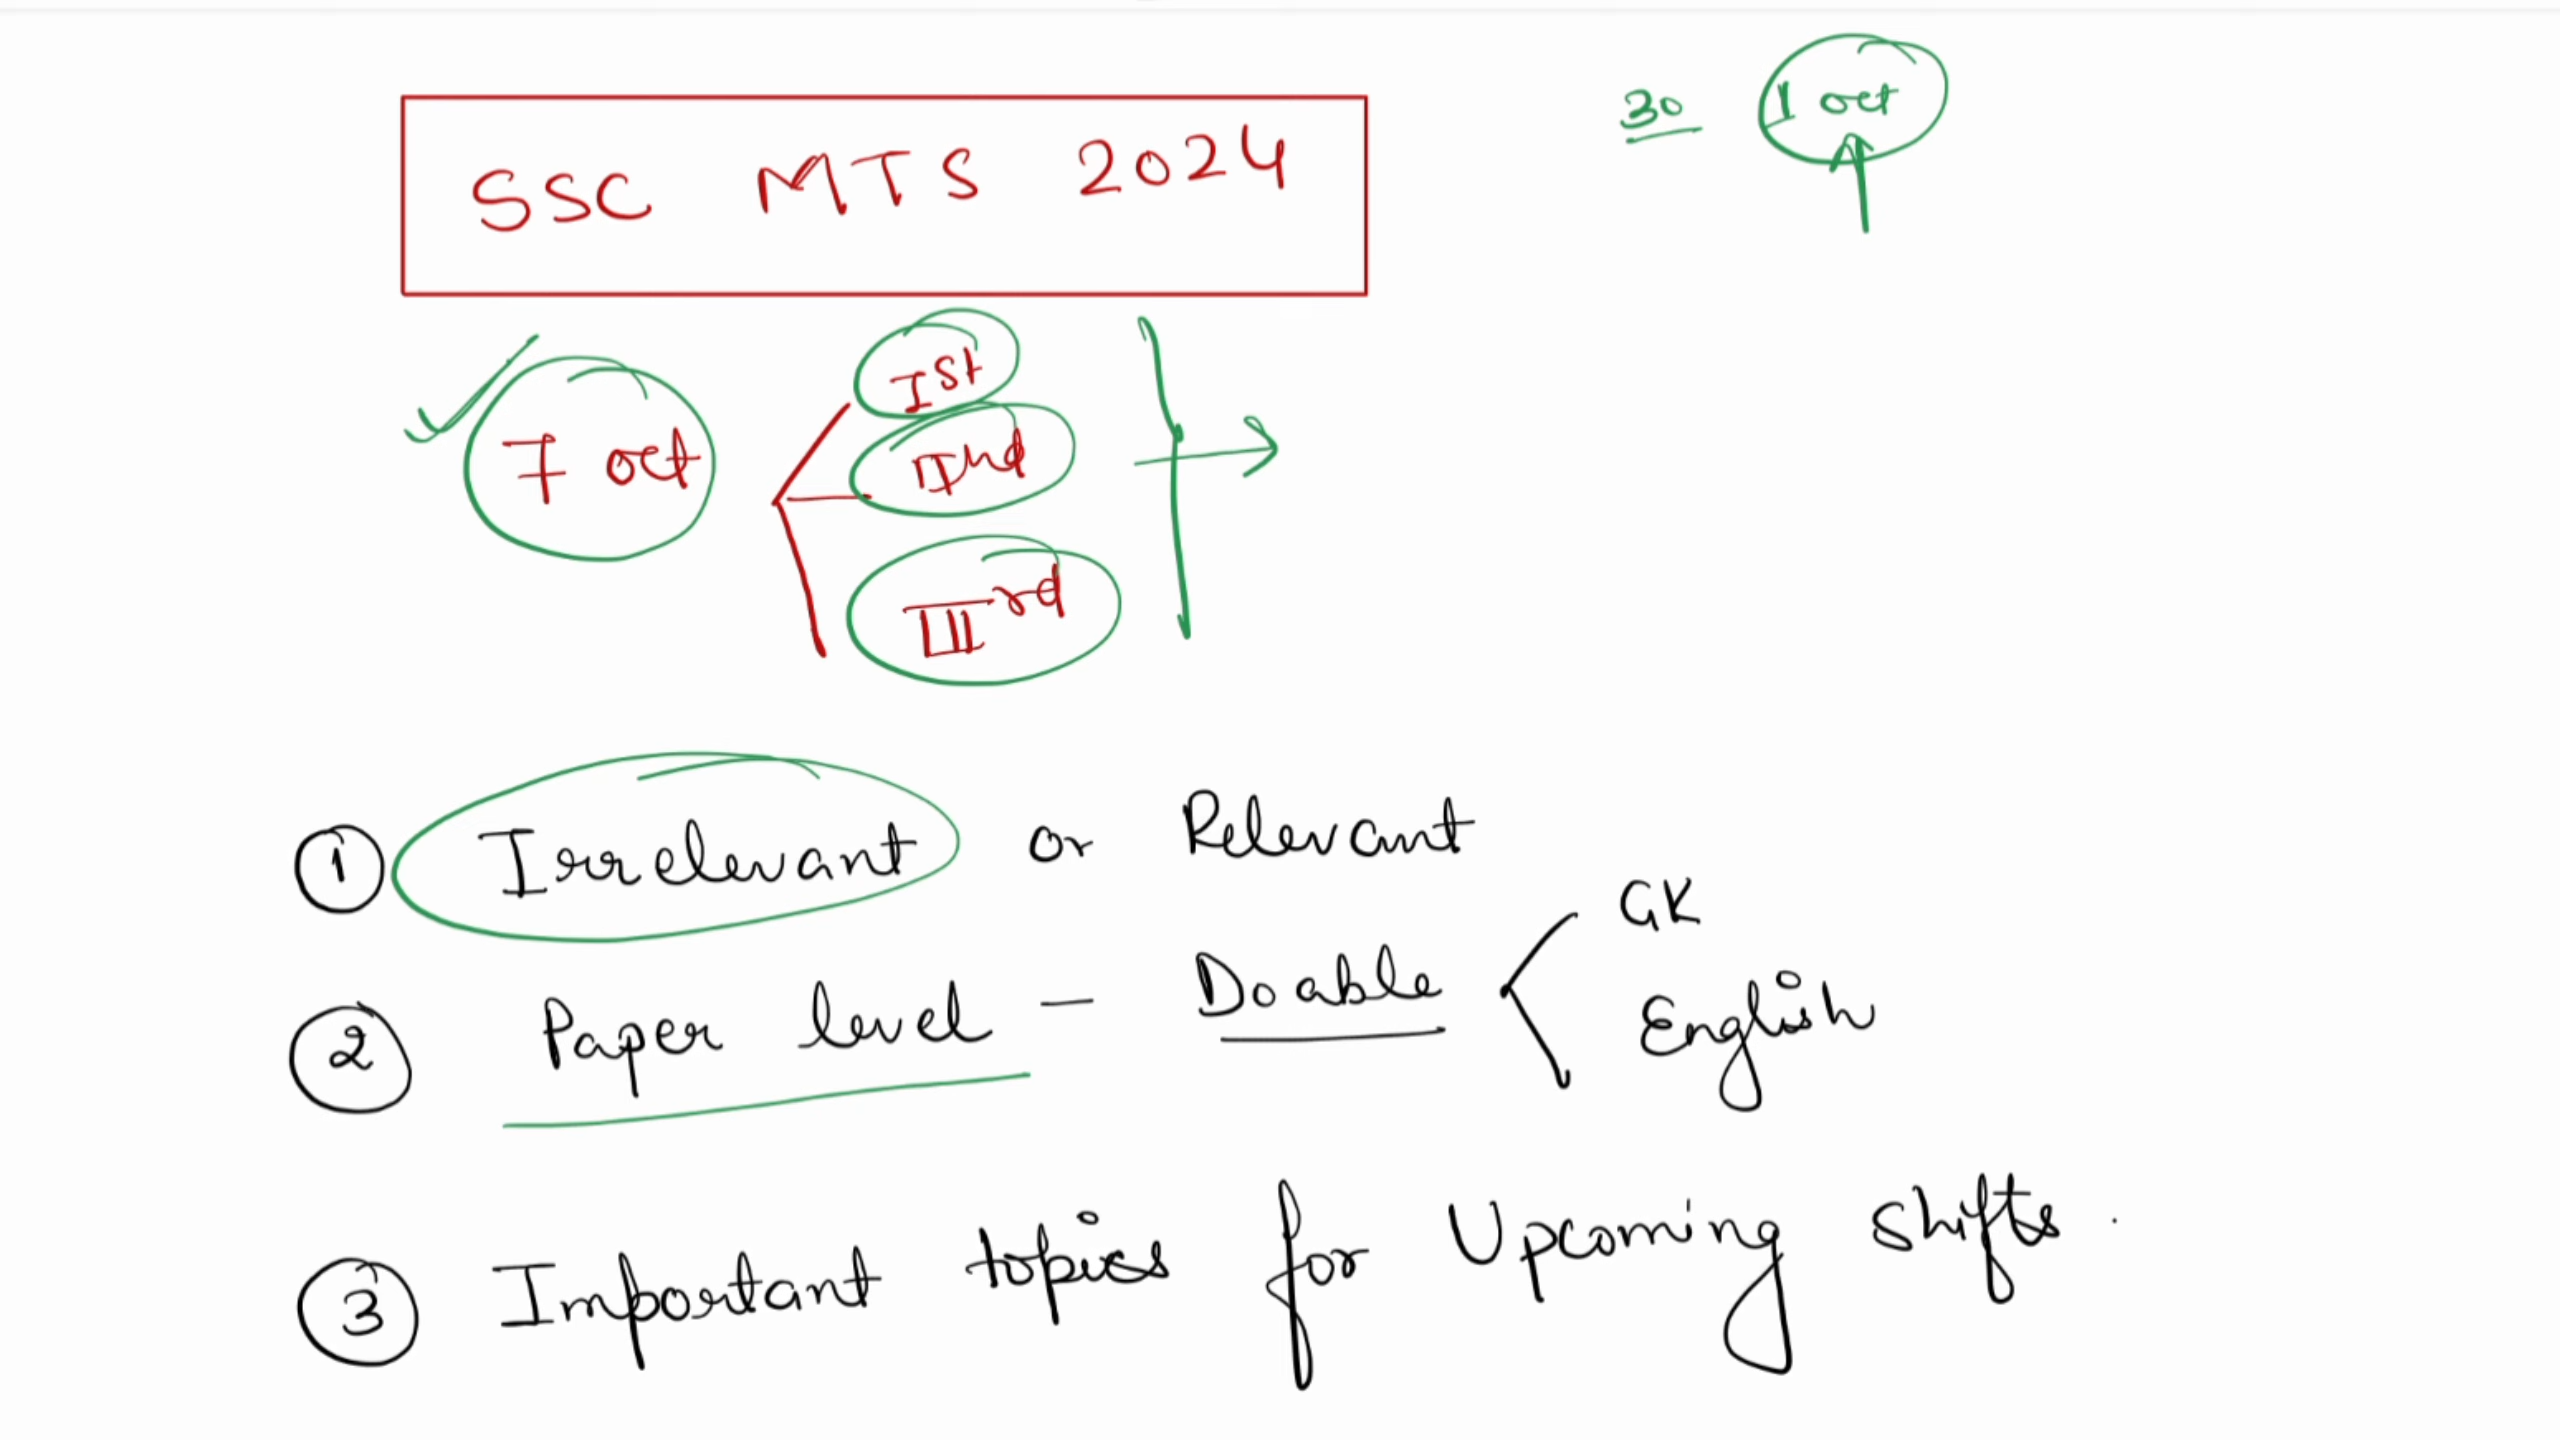 30 1 oct
SSC MTS 2024
7 oct
Ist
IInd
IIIrd
1 Irrelevant or Relevant
2 Paper level - Doable
GK
English
3 Important topics for Upcoming shifts.